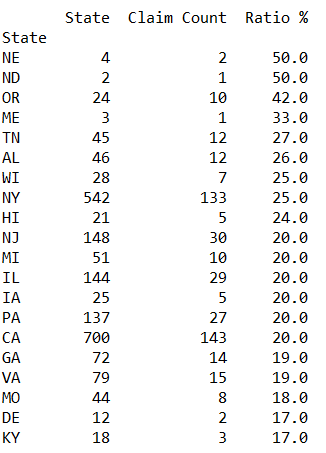 State Claim Count Ratio %
State
NE 4 2 50.0
ND 2 1 50.0
OR 24 10 42.0
ME 3 1 33.0
TN 45 12 27.0
AL 46 12 26.0
WI 28 7 25.0
NY 542 133 25.0
HI 21 5 24.0
NJ 148 30 20.0
MI 51 10 20.0
IL 144 29 20.0
IA 25 5 20.0
PA 137 27 20.0
CA 700 143 20.0
GA 72 14 19.0
VA 79 15 19.0
MO 44 8 18.0
DE 12 2 17.0
KY 18 3 17.0